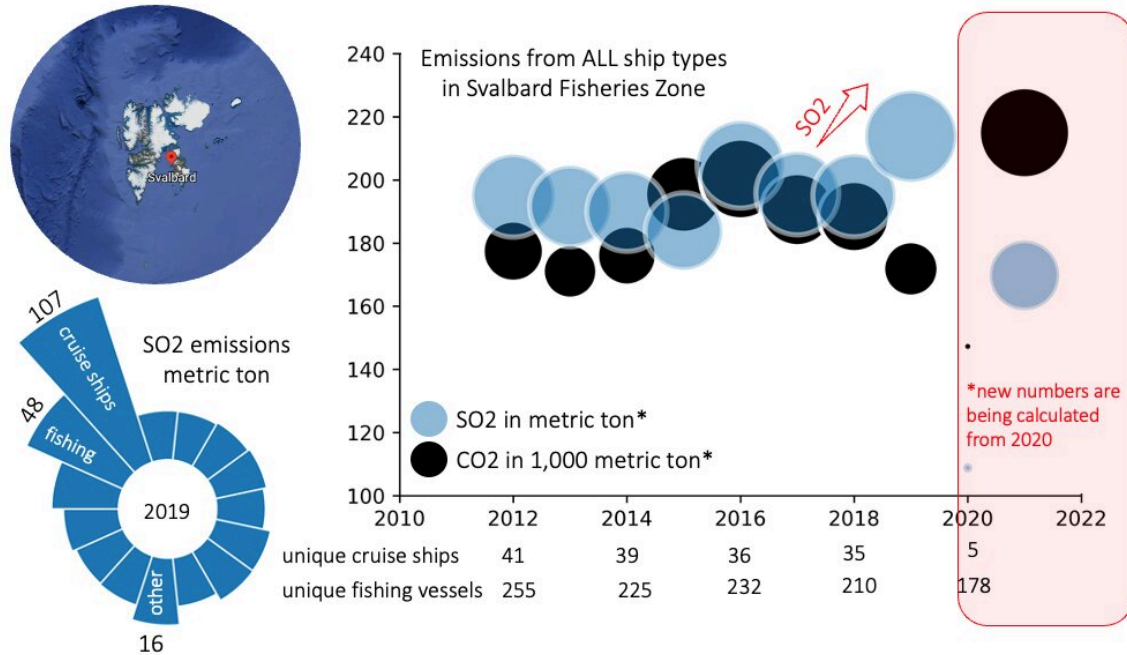 Svalbard
Emissions from ALL ship types
in Svalbard Fisheries Zone
240
220
200
180
160
140
120
100
SO2
SO2 in metric ton*
CO2 in 1,000 metric ton*
*new numbers are
being calculated
from 2020
2010 2012 2014 2016 2018 2020 2022
unique cruise ships 41 39 36 35 5
unique fishing vessels 255 225 232 210 178
SO2 emissions
metric ton
107
cruise ships
48
fishing
2019
other
16